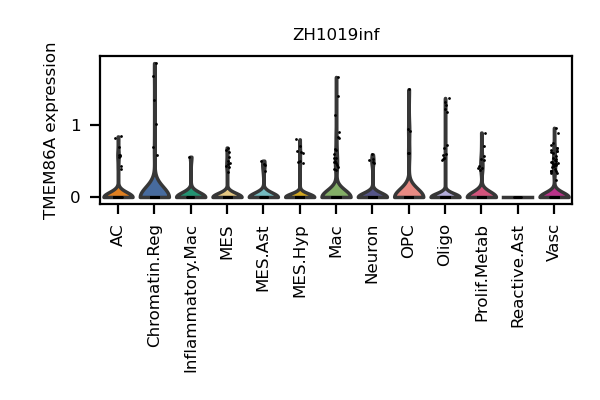 ZH1019inf
TMEM86A expression
1
0
AC
Chromatin.Reg
Inflammatory.Mac
MES
MES.Ast
MES.Hyp
Mac
Neuron
OPC
Oligo
Prolif.Metab
Reactive.Ast
Vasc